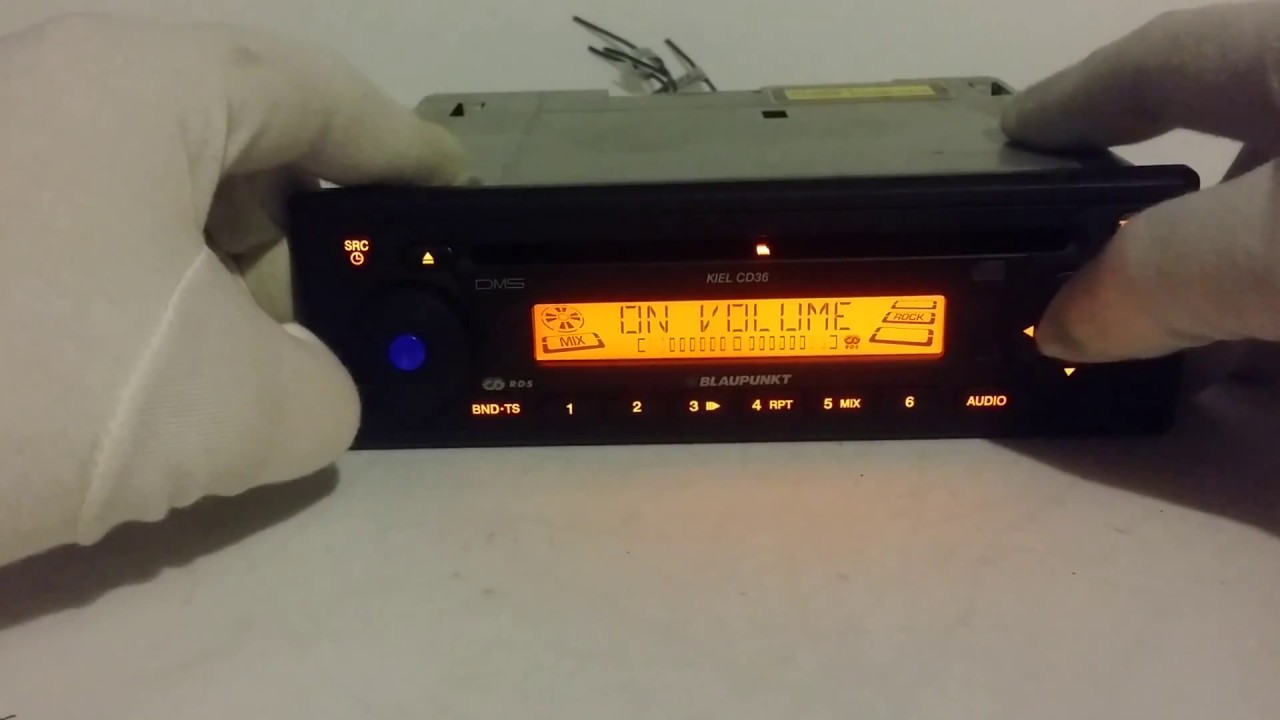 SRC
DMS
KIEL CD36
ON VOLUME
MIX
ROCK
RDS
RDS
BLAUPUNKT
BND•TS 1 2 3 4 RPT 5 MIX 6 AUDIO